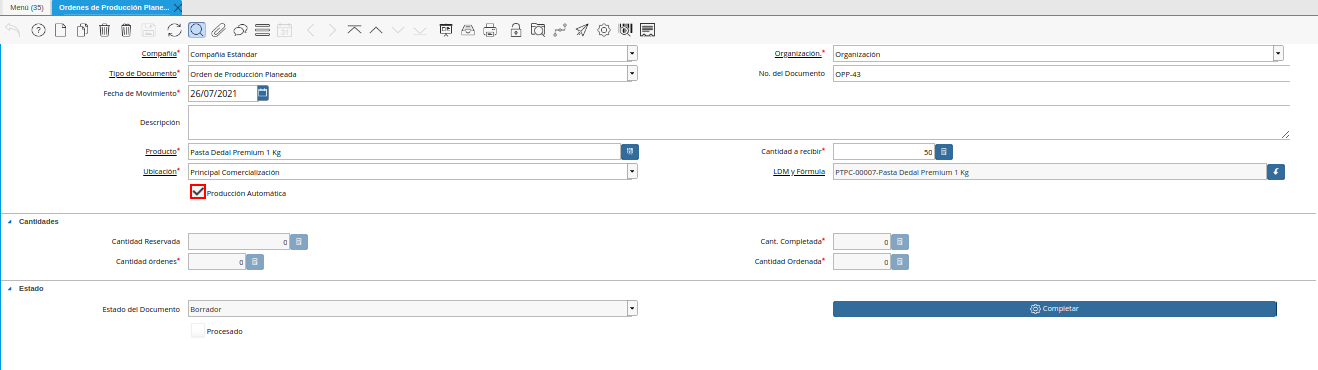 Menú (35) Ordenes de Producción Plane...
Compañía* Compañía Estándar Organización.* Organización
Tipo de Documento* Orden de Producción Planeada No. del Documento OPP-43
Fecha de Movimiento* 26/07/2021
Descripción
Producto* Pasta Dedal Premium 1 Kg Cantidad a recibir* 50
Ubicación* Principal Comercialización LDM y Fórmula PTPC-00007-Pasta Dedal Premium 1 Kg
Producción Automática
Cantidades
Cantidad Reservada 0 Cant. Completada* 0
Cantidad órdenes* 0 Cantidad Ordenada* 0
Estado
Estado del Documento Borrador Completar
Procesado